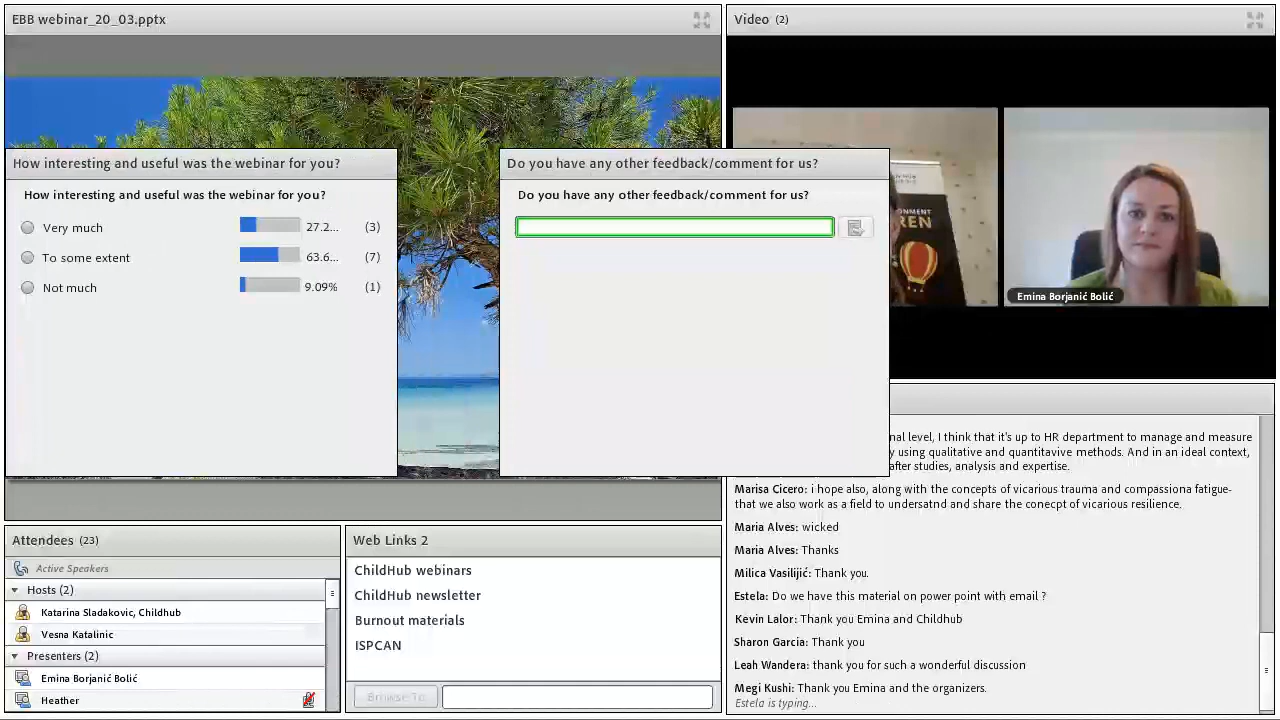 EBB webinar_20_03.pptx
How interesting and useful was the webinar for you?
How interesting and useful was the webinar for you?
Very much 27.2... (3)
To some extent 63.6... (7)
Not much 9.09% (1)
Do you have any other feedback/comment for us?
Do you have any other feedback/comment for us?
Video (2)
REN
Emina Borjanić Bolić
nal level, I think that it's up to HR department to manage and measure
using qualitative and quantitavive methods. And in an ideal context,
after studies, analysis and expertise.
Marisa Cicero: i hope also, along with the concepts of vicarious trauma and compassiona fatigue-
that we also work as a field to undersatnd and share the conecpt of vicarious resilience.
Maria Alves: wicked
Maria Alves: Thanks
Milica Vasilijić: Thank you.
Estela: Do we have this material on power point with email ?
Kevin Lalor: Thank you Emina and Childhub
Sharon García: Thank you
Leah Wandera: thank you for such a wonderful discussion
Megi Kushi: Thank you Emina and the organizers.
Estela is typing...
Attendees (23)
Active Speakers
Hosts (2)
Katarina Sladakovic, Childhub
Vesna Katalinic
Presenters (2)
Emina Borjanić Bolić
Heather
Web Links 2
ChildHub webinars
ChildHub newsletter
Burnout materials
ISPCAN
Browse To